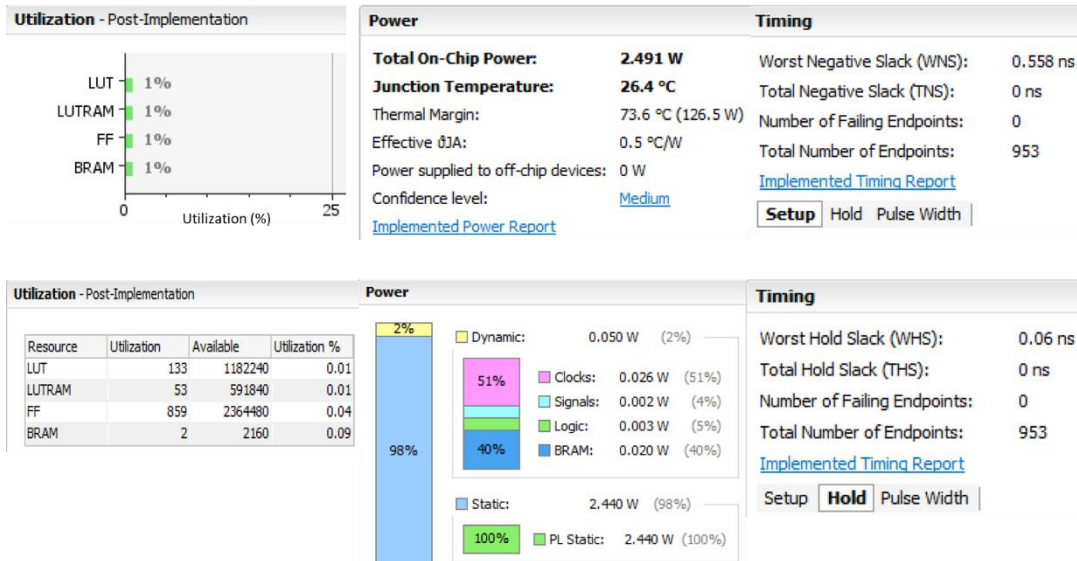 Utilization - Post-Implementation
LUT 1%
LUTRAM 1%
FF 1%
BRAM 1%
0 25
Utilization (%)
Power
Total On-Chip Power: 2.491 W
Junction Temperature: 26.4 °C
Thermal Margin: 73.6 °C (126.5 W)
Effective ϑJA: 0.5 °C/W
Power supplied to off-chip devices: 0 W
Confidence level: Medium
Implemented Power Report
Timing
Worst Negative Slack (WNS): 0.558 ns
Total Negative Slack (TNS): 0 ns
Number of Failing Endpoints: 0
Total Number of Endpoints: 953
Implemented Timing Report
Setup Hold Pulse Width
Utilization - Post-Implementation
Resource Utilization Available Utilization %
LUT 133 1182240 0.01
LUTRAM 53 591840 0.01
FF 859 2364480 0.04
BRAM 2 2160 0.09
Power
2%
98%
Dynamic: 0.050 W (2%)
51%
40%
Clocks: 0.026 W (51%)
Signals: 0.002 W (4%)
Logic: 0.003 W (5%)
BRAM: 0.020 W (40%)
Static: 2.440 W (98%)
100% PL Static: 2.440 W (100%)
Timing
Worst Hold Slack (WHS): 0.06 ns
Total Hold Slack (THS): 0 ns
Number of Failing Endpoints: 0
Total Number of Endpoints: 953
Implemented Timing Report
Setup Hold Pulse Width